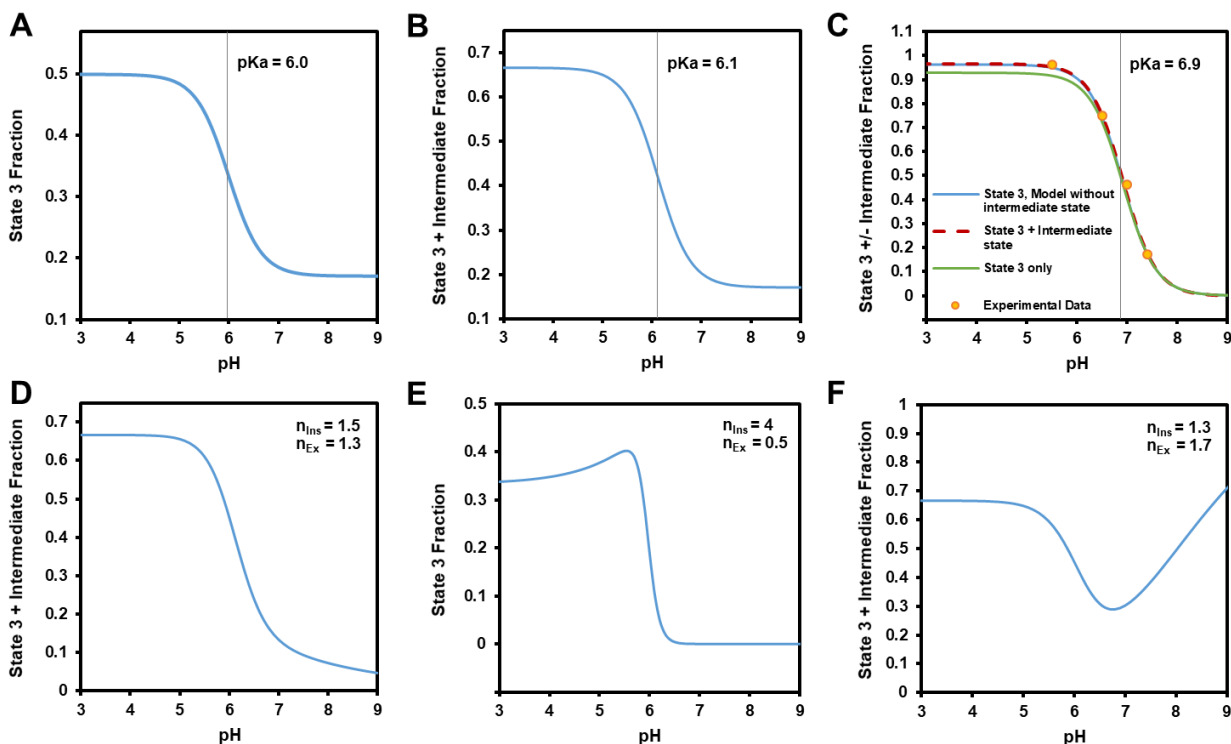 A
State 3 Fraction
0.5
0.4
0.3
0.2
0.1
pKa = 6.0
3 4 5 6 7 8 9
pH
B
State 3 + Intermediate Fraction
0.7
0.6
0.5
0.4
0.3
0.2
0.1
pKa = 6.1
3 4 5 6 7 8 9
pH
C
State 3 +/- Intermediate Fraction
1.1
1
0.9
0.8
0.7
0.6
0.5
0.4
0.3
0.2
0.1
0
pKa = 6.9
State 3, Model without
intermediate state
State 3 + Intermediate
state
State 3 only
Experimental Data
3 4 5 6 7 8 9
pH
D
State 3 + Intermediate Fraction
0.7
0.6
0.5
0.4
0.3
0.2
0.1
0
nIns = 1.5
nEx = 1.3
3 4 5 6 7 8 9
pH
E
State 3 Fraction
0.5
0.4
0.3
0.2
0.1
0
nIns = 4
nEx = 0.5
3 4 5 6 7 8 9
pH
F
State 3 + Intermediate Fraction
1
0.9
0.8
0.7
0.6
0.5
0.4
0.3
0.2
0.1
0
nIns = 1.3
nEx = 1.7
3 4 5 6 7 8 9
pH